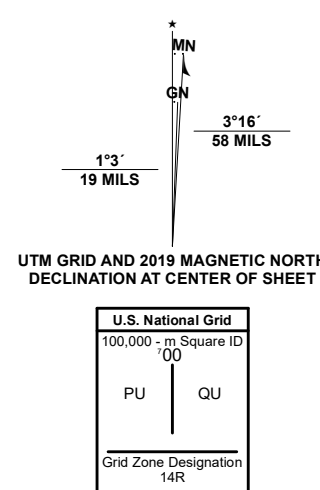 MN
GN
3°16´
58 MILS
1°3´
19 MILS
UTM GRID AND 2019 MAGNETIC NORTH
DECLINATION AT CENTER OF SHEET
U.S. National Grid
100,000 - m Square ID
⁷00
PU QU
Grid Zone Designation
14R